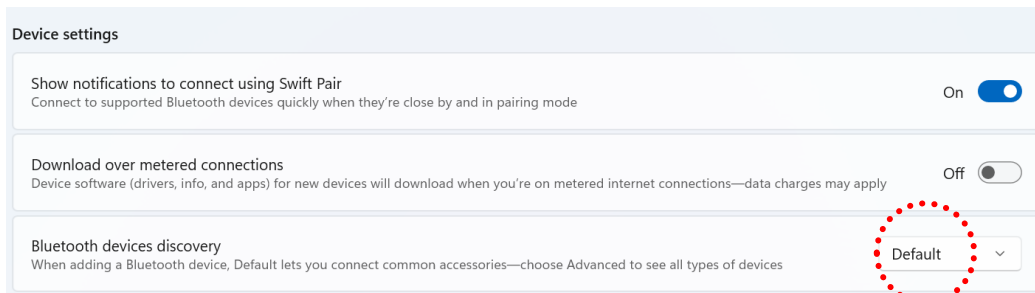 Device settings
Show notifications to connect using Swift Pair
Connect to supported Bluetooth devices quickly when they’re close by and in pairing mode
On
Download over metered connections
Device software (drivers, info, and apps) for new devices will download when you’re on metered internet connections—data charges may apply
Off
Bluetooth devices discovery
When adding a Bluetooth device, Default lets you connect common accessories—choose Advanced to see all types of devices
Default